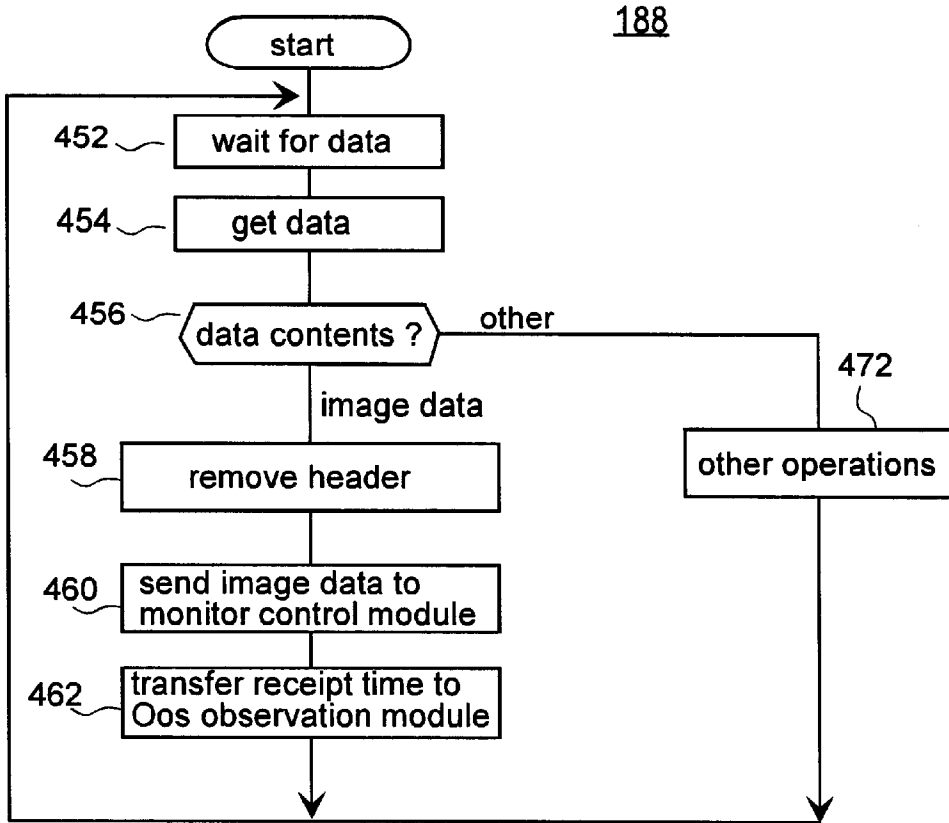 188
start
452
wait for data
454
get data
456
data contents ?
other
image data
472
458
remove header
other operations
460
send image data to
monitor control module
462
transfer receipt time to
Oos observation module